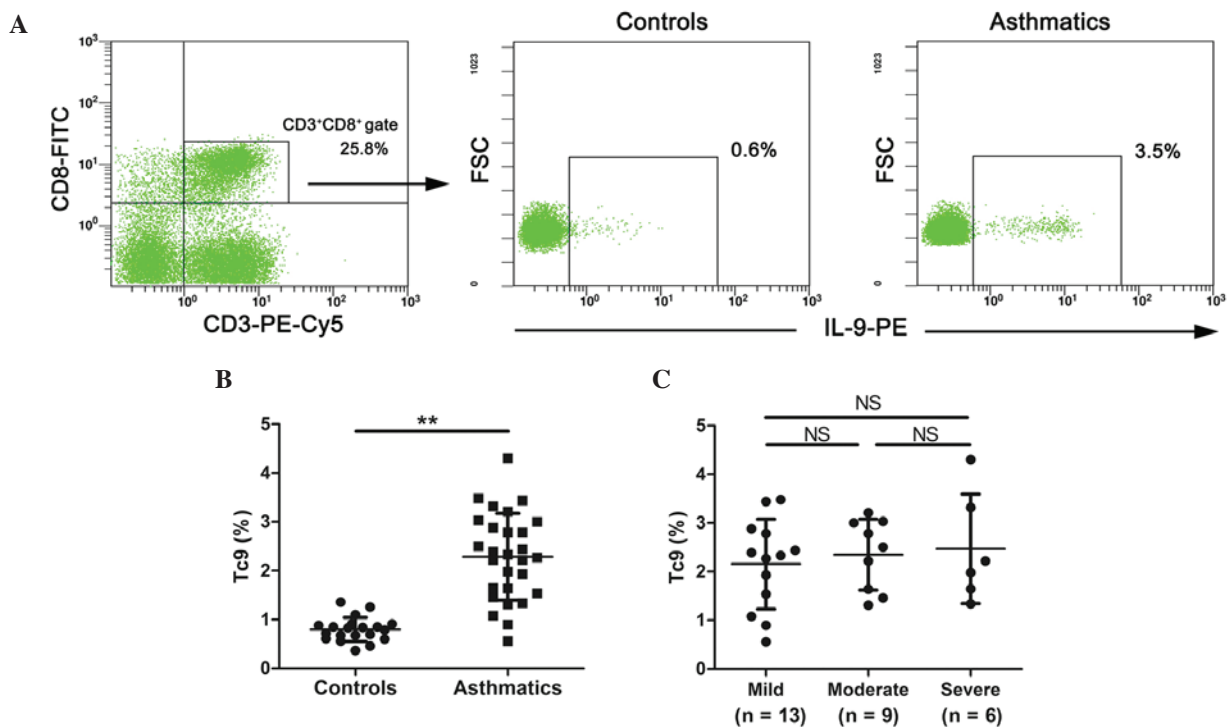 A
Controls
Asthmatics
10³
10²
10¹
10⁰
CD8-FITC
CD3⁺CD8⁺ gate
25.8%
10⁰ 10¹ 10² 10³
CD3-PE-Cy5
1023
FSC
0
0.6%
10⁰ 10¹ 10² 10³
1023
FSC
0
3.5%
10⁰ 10¹ 10² 10³
IL-9-PE
B
**
5
4
3
2
1
0
Tc9 (%)
Controls Asthmatics
C
NS
NS NS
5
4
3
2
1
0
Tc9 (%)
Mild Moderate Severe
(n = 13) (n = 9) (n = 6)